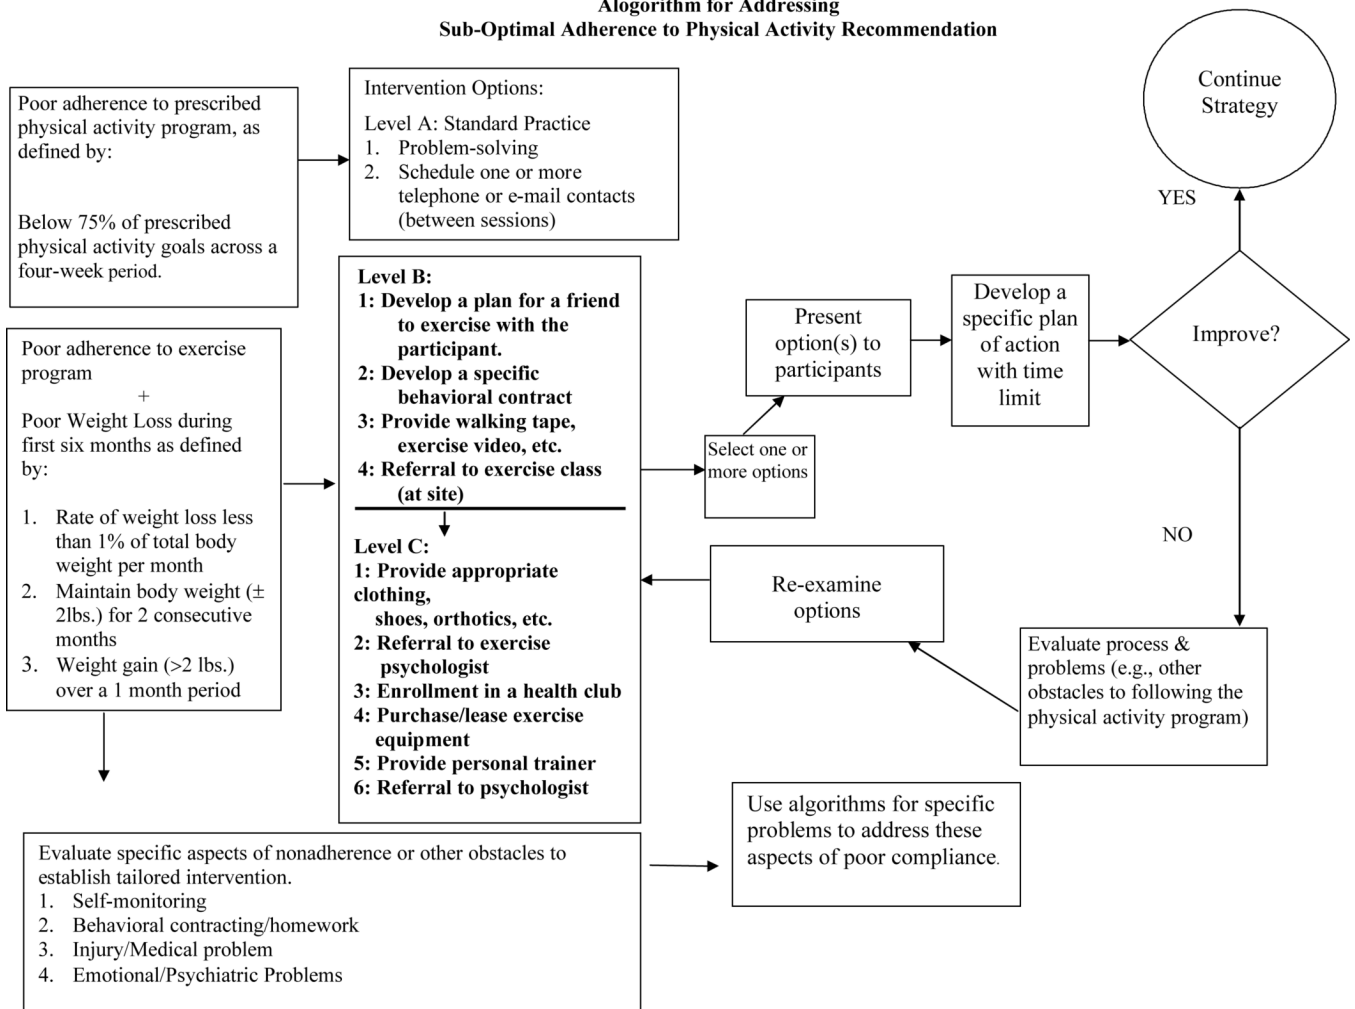 Alogorithm for Addressing
Sub-Optimal Adherence to Physical Activity Recommendation
Poor adherence to prescribed
physical activity program, as
defined by:
Below 75% of prescribed
physical activity goals across a
four-week period.
Intervention Options:
Level A: Standard Practice
1. Problem-solving
2. Schedule one or more
telephone or e-mail contacts
(between sessions)
Continue
Strategy
YES
Poor adherence to exercise
program
+
Poor Weight Loss during
first six months as defined
by:
1. Rate of weight loss less
than 1% of total body
weight per month
2. Maintain body weight (±
2lbs.) for 2 consecutive
months
3. Weight gain (>2 lbs.)
over a 1 month period
Level B:
1: Develop a plan for a friend
to exercise with the
participant.
2: Develop a specific
behavioral contract
3: Provide walking tape,
exercise video, etc.
4: Referral to exercise class
(at site)
Level C:
1: Provide appropriate
clothing,
shoes, orthotics, etc.
2: Referral to exercise
psychologist
3: Enrollment in a health club
4: Purchase/lease exercise
equipment
5: Provide personal trainer
6: Referral to psychologist
Select one or
more options
Present
option(s) to
participants
Develop a
specific plan
of action
with time
limit
Improve?
NO
Evaluate process &
problems (e.g., other
obstacles to following the
physical activity program)
Re-examine
options
Evaluate specific aspects of nonadherence or other obstacles to
establish tailored intervention.
1. Self-monitoring
2. Behavioral contracting/homework
3. Injury/Medical problem
4. Emotional/Psychiatric Problems
Use algorithms for specific
problems to address these
aspects of poor compliance.